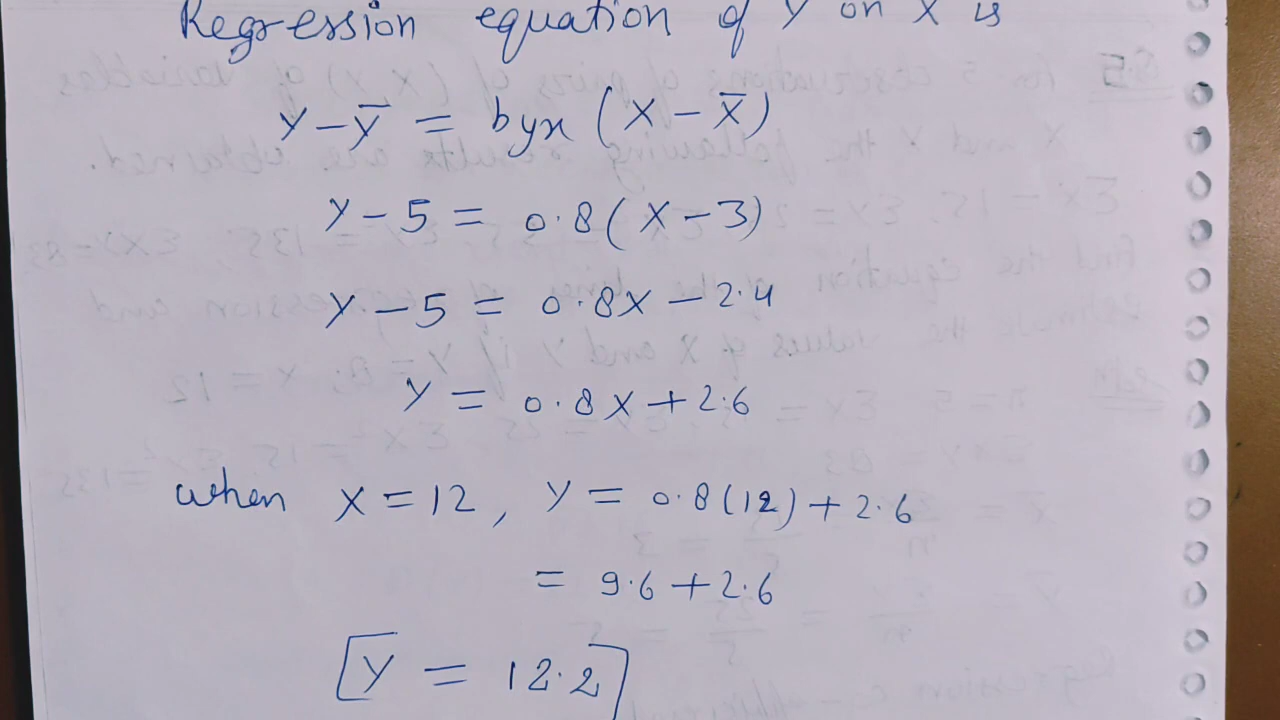 Regression equation of Y on X is
Y - Ȳ = byx (X - X̄)
Y - 5 = 0.8 (X - 3)
Y - 5 = 0.8X - 2.4
Y = 0.8X + 2.6
when X = 12, Y = 0.8(12) + 2.6
= 9.6 + 2.6
[Y = 12.2]